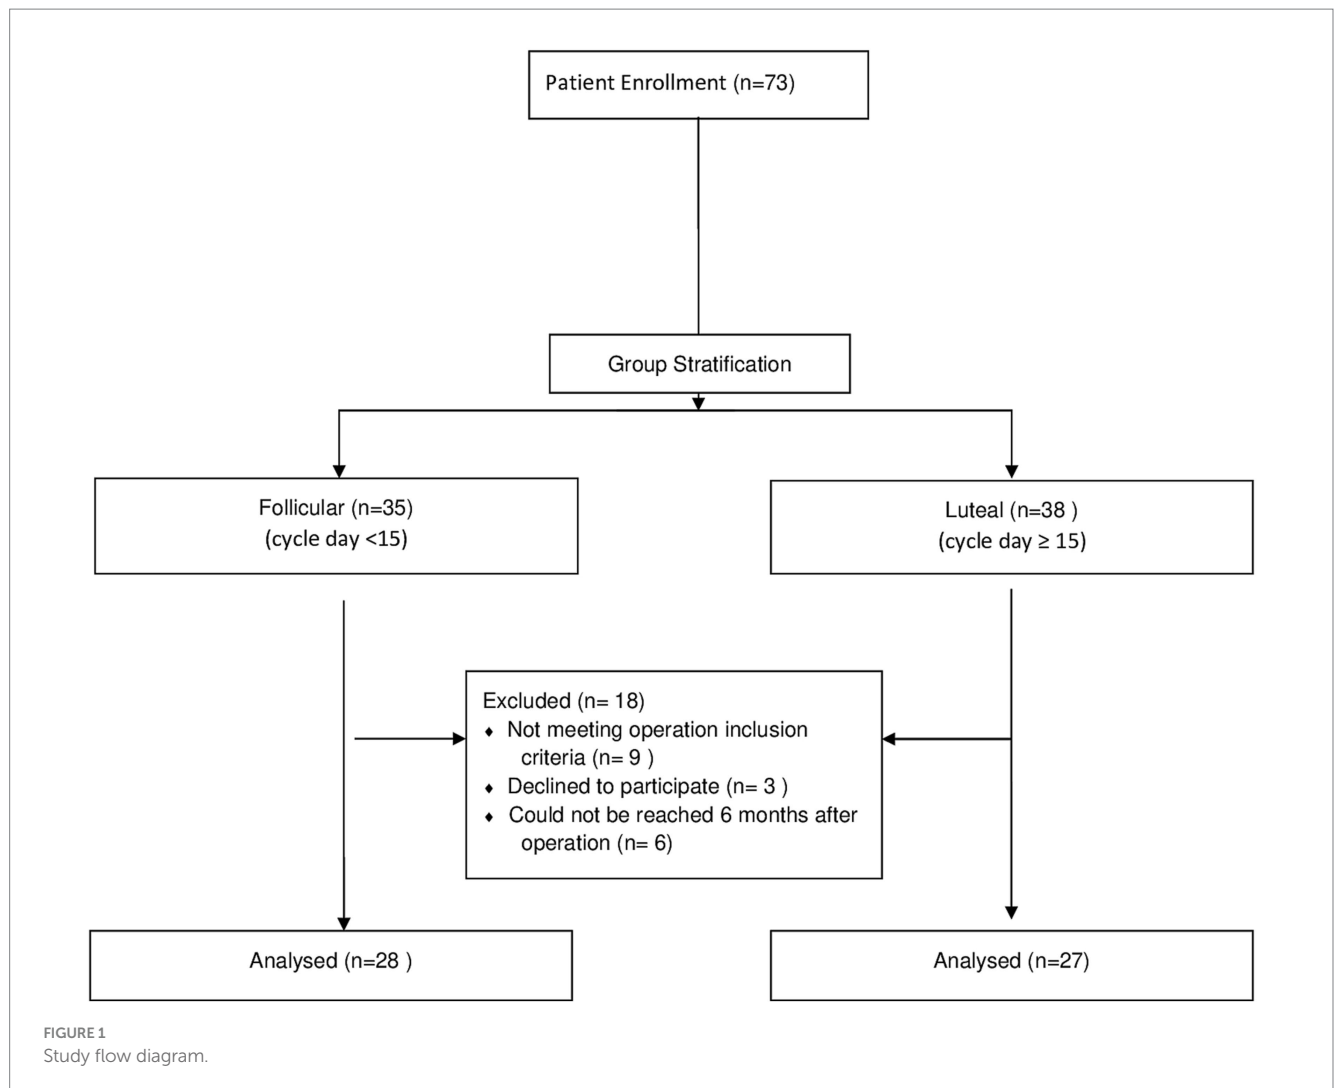 Patient Enrollment (n=73)
Group Stratification
Follicular (n=35)
(cycle day <15)
Luteal (n=38 )
(cycle day ≥ 15)
Excluded (n= 18)
♦ Not meeting operation inclusion
criteria (n= 9 )
♦ Declined to participate (n= 3 )
♦ Could not be reached 6 months after
operation (n= 6)
Analysed (n=28 )
Analysed (n=27)
FIGURE 1
Study flow diagram.